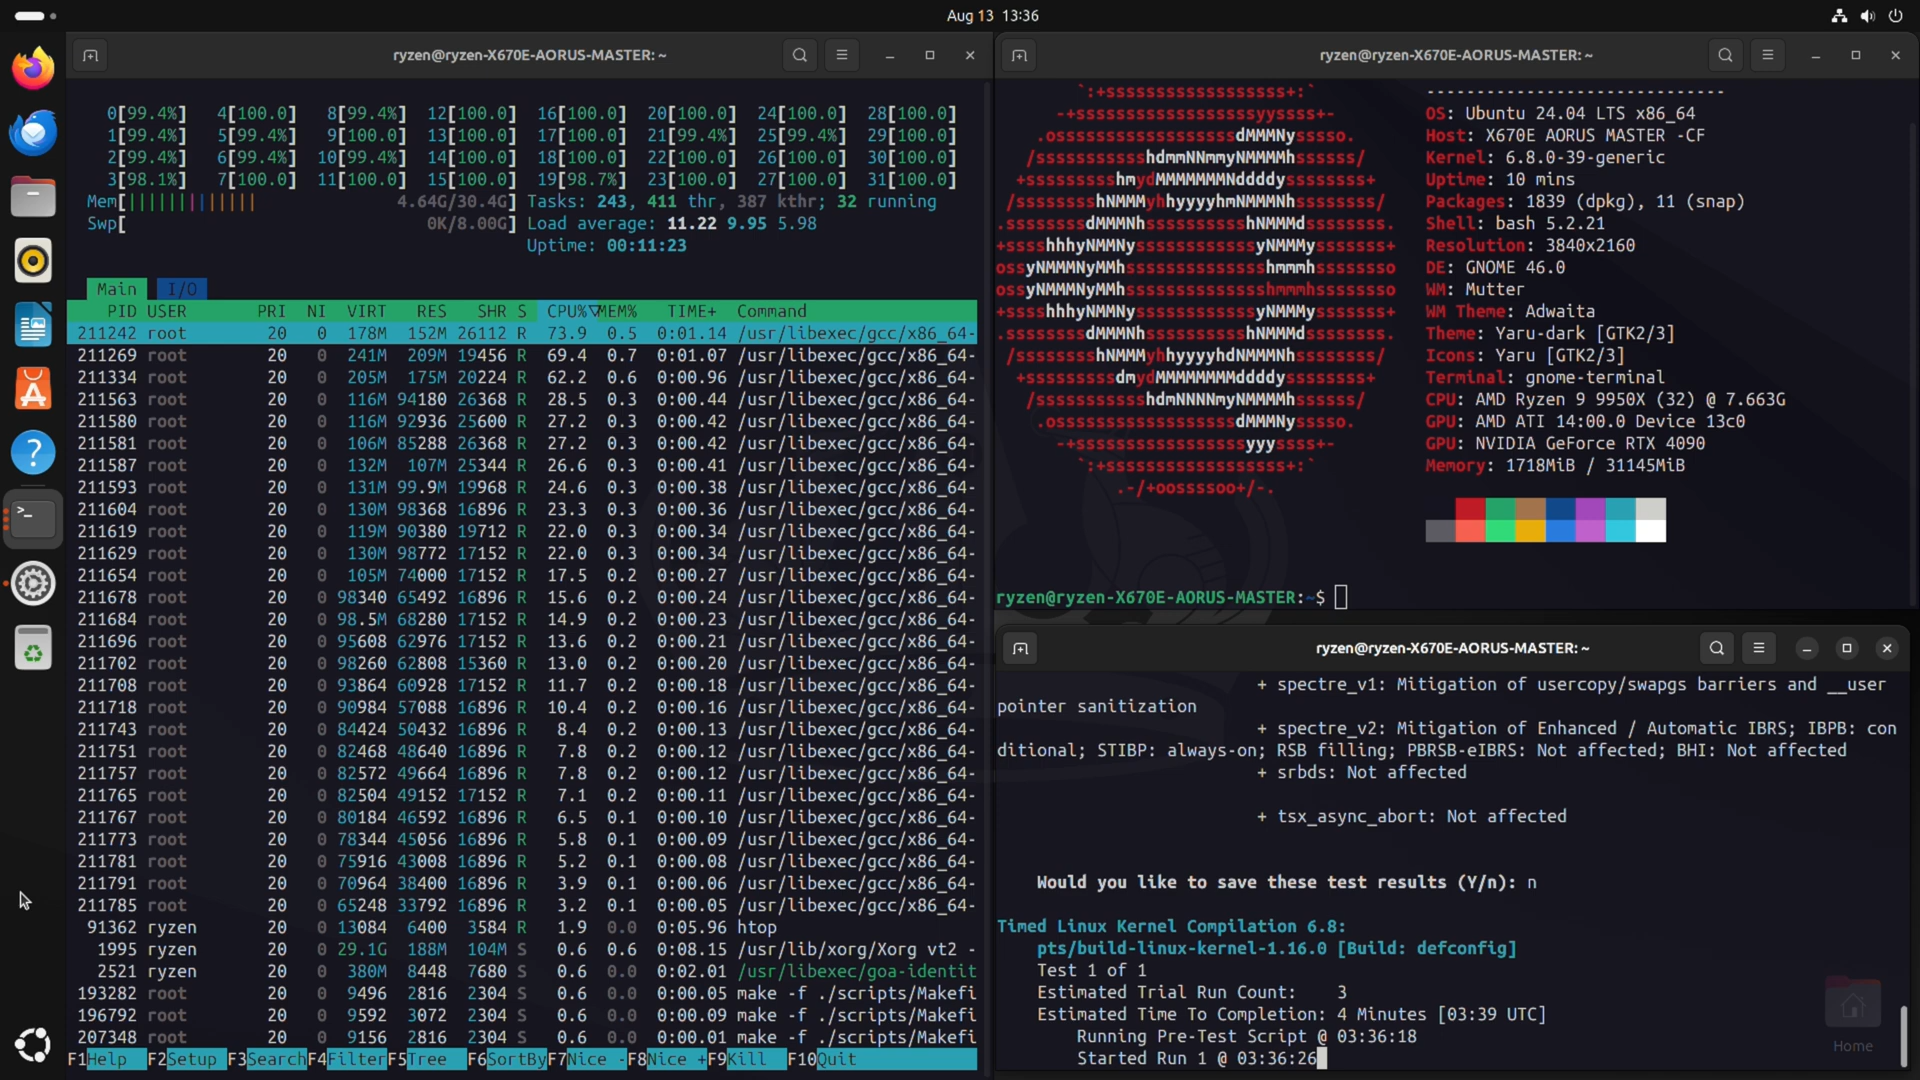 Aug 13 13:36
ryzen@ryzen-X670E-AORUS-MASTER: ~
0[99.4%] 4[100.0] 8[99.4%] 12[100.0] 16[100.0] 20[100.0] 24[100.0] 28[100.0]
1[99.4%] 5[99.4%] 9[100.0] 13[100.0] 17[100.0] 21[99.4%] 25[99.4%] 29[100.0]
2[99.4%] 6[99.4%] 10[99.4%] 14[100.0] 18[100.0] 22[100.0] 26[100.0] 30[100.0]
3[98.1%] 7[100.0] 11[100.0] 15[100.0] 19[98.7%] 23[100.0] 27[100.0] 31[100.0]
Mem[||||||||||||| 4.64G/30.4G] Tasks: 243, 411 thr, 387 kthr; 32 running
Swp[ 0K/8.00G] Load average: 11.22 9.95 5.98
Uptime: 00:11:23
Main I/O
PID USER PRI NI VIRT RES SHR S CPU%▽MEM% TIME+ Command
211242 root 20 0 178M 152M 26112 R 73.9 0.5 0:01.14 /usr/libexec/gcc/x86_64-
211269 root 20 0 241M 209M 19456 R 69.4 0.7 0:01.07 /usr/libexec/gcc/x86_64-
211334 root 20 0 205M 175M 20224 R 62.2 0.6 0:00.96 /usr/libexec/gcc/x86_64-
211563 root 20 0 116M 94180 26368 R 28.5 0.3 0:00.44 /usr/libexec/gcc/x86_64-
211580 root 20 0 116M 92936 25600 R 27.2 0.3 0:00.42 /usr/libexec/gcc/x86_64-
211581 root 20 0 106M 85288 26368 R 27.2 0.3 0:00.42 /usr/libexec/gcc/x86_64-
211587 root 20 0 132M 107M 25344 R 26.6 0.3 0:00.41 /usr/libexec/gcc/x86_64-
211593 root 20 0 131M 99.9M 19968 R 24.6 0.3 0:00.38 /usr/libexec/gcc/x86_64-
211604 root 20 0 130M 98368 16896 R 23.3 0.3 0:00.36 /usr/libexec/gcc/x86_64-
211619 root 20 0 119M 90380 19712 R 22.0 0.3 0:00.34 /usr/libexec/gcc/x86_64-
211629 root 20 0 130M 98772 17152 R 22.0 0.3 0:00.34 /usr/libexec/gcc/x86_64-
211654 root 20 0 105M 74000 17152 R 17.5 0.2 0:00.27 /usr/libexec/gcc/x86_64-
211678 root 20 0 98340 65492 16896 R 15.6 0.2 0:00.24 /usr/libexec/gcc/x86_64-
211684 root 20 0 98.5M 68280 17152 R 14.9 0.2 0:00.23 /usr/libexec/gcc/x86_64-
211696 root 20 0 95608 62976 17152 R 13.6 0.2 0:00.21 /usr/libexec/gcc/x86_64-
211702 root 20 0 98260 62808 15360 R 13.0 0.2 0:00.20 /usr/libexec/gcc/x86_64-
211708 root 20 0 93864 60928 17152 R 11.7 0.2 0:00.18 /usr/libexec/gcc/x86_64-
211718 root 20 0 90984 57088 16896 R 10.4 0.2 0:00.16 /usr/libexec/gcc/x86_64-
211743 root 20 0 84424 50432 16896 R 8.4 0.2 0:00.13 /usr/libexec/gcc/x86_64-
211751 root 20 0 82468 48640 16896 R 7.8 0.2 0:00.12 /usr/libexec/gcc/x86_64-
211757 root 20 0 82572 49664 16896 R 7.8 0.2 0:00.12 /usr/libexec/gcc/x86_64-
211765 root 20 0 82504 49152 17152 R 7.1 0.2 0:00.11 /usr/libexec/gcc/x86_64-
211767 root 20 0 80184 46592 16896 R 6.5 0.1 0:00.10 /usr/libexec/gcc/x86_64-
211773 root 20 0 78344 45056 16896 R 5.8 0.1 0:00.09 /usr/libexec/gcc/x86_64-
211781 root 20 0 75916 43008 16896 R 5.2 0.1 0:00.08 /usr/libexec/gcc/x86_64-
211791 root 20 0 70964 38400 16896 R 3.9 0.1 0:00.06 /usr/libexec/gcc/x86_64-
211785 root 20 0 65248 33792 16896 R 3.2 0.1 0:00.05 /usr/libexec/gcc/x86_64-
91362 ryzen 20 0 13084 6400 3584 R 1.9 0.0 0:05.96 htop
1995 ryzen 20 0 29.1G 188M 104M S 0.6 0.6 0:08.15 /usr/lib/xorg/Xorg vt2 -
2521 ryzen 20 0 380M 8448 7680 S 0.6 0.0 0:02.01 /usr/libexec/goa-identit
193282 root 20 0 9496 2816 2304 S 0.6 0.0 0:00.05 make -f ./scripts/Makefi
196792 root 20 0 9592 3072 2304 S 0.6 0.0 0:00.09 make -f ./scripts/Makefi
207348 root 20 0 9156 2816 2304 S 0.6 0.0 0:00.01 make -f ./scripts/Makefi
F1Help F2Setup F3SearchF4FilterF5Tree F6SortByF7Nice -F8Nice +F9Kill F10Quit
ryzen@ryzen-X670E-AORUS-MASTER: ~
`:+ssssssssssssssssss+:` -----------------------------
-+ssssssssssssssssssyyssss+- OS: Ubuntu 24.04 LTS x86_64
.ossssssssssssssssssdMMMNysssso. Host: X670E AORUS MASTER -CF
/ssssssssssshdmmNNmmyNMMMMhssssss/ Kernel: 6.8.0-39-generic
+ssssssssshmydMMMMMMMNddddyssssssss+ Uptime: 10 mins
/sssssssshNMMMyhhyyyyhmNMMMNhssssssss/ Packages: 1839 (dpkg), 11 (snap)
.ssssssssdMMMNhsssssssssshNMMMdssssssss. Shell: bash 5.2.21
+sssshhhyNMMNyssssssssssssyNMMMysssssss+ Resolution: 3840x2160
ossyNMMMNyMMhsssssssssssssshmmmhssssssso DE: GNOME 46.0
ossyNMMMNyMMhsssssssssssssshmmmhssssssso WM: Mutter
+sssshhhyNMMNyssssssssssssyNMMMysssssss+ WM Theme: Adwaita
.ssssssssdMMMNhsssssssssshNMMMdssssssss. Theme: Yaru-dark [GTK2/3]
/sssssssshNMMMyhhyyyyhdNMMMNhssssssss/ Icons: Yaru [GTK2/3]
+sssssssssdmydMMMMMMMMddddyssssssss+ Terminal: gnome-terminal
/ssssssssssshdmNNNNmyNMMMMhssssss/ CPU: AMD Ryzen 9 9950X (32) @ 7.663G
.ossssssssssssssssssdMMMNysssso. GPU: AMD ATI 14:00.0 Device 13c0
-+sssssssssssssssssyyyssss+- GPU: NVIDIA GeForce RTX 4090
`:+ssssssssssssssssss+:` Memory: 1718MiB / 31145MiB
.-/+oossssoo+/-.
ryzen@ryzen-X670E-AORUS-MASTER:~$
ryzen@ryzen-X670E-AORUS-MASTER: ~
+ spectre_v1: Mitigation of usercopy/swapgs barriers and __user
pointer sanitization
+ spectre_v2: Mitigation of Enhanced / Automatic IBRS; IBPB: con
ditional; STIBP: always-on; RSB filling; PBRSB-eIBRS: Not affected; BHI: Not affected
+ srbds: Not affected
+ tsx_async_abort: Not affected
Would you like to save these test results (Y/n): n
Timed Linux Kernel Compilation 6.8:
pts/build-linux-kernel-1.16.0 [Build: defconfig]
Test 1 of 1
Estimated Trial Run Count: 3
Estimated Time To Completion: 4 Minutes [03:39 UTC]
Running Pre-Test Script @ 03:36:18
Started Run 1 @ 03:36:26
Home